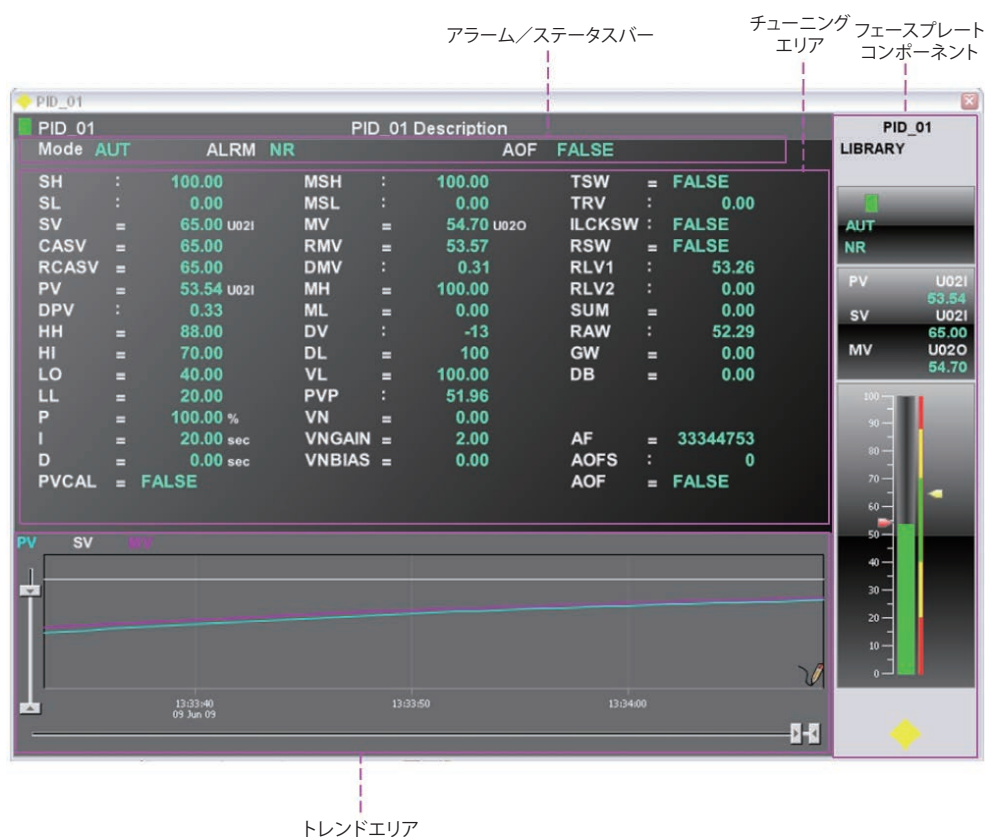 アラーム／ステータスバー
チューニング
エリア
フェースプレート
コンポーネント
PID_01
PID_01 PID_01 Description
Mode AUT ALRM NR AOF FALSE
SH : 100.00 MSH : 100.00 TSW = FALSE
SL : 0.00 MSL : 0.00 TRV : 0.00
SV = 65.00 U02I MV = 54.70 U02O ILCKSW : FALSE
CASV = 65.00 RMV = 53.57 RSW = FALSE
RCASV = 65.00 DMV : 0.31 RLV1 : 53.26
PV = 53.54 U02I MH = 100.00 RLV2 : 0.00
DPV : 0.33 ML = 0.00 SUM = 0.00
HH = 88.00 DV : -13 RAW : 52.29
HI = 70.00 DL = 100 GW = 0.00
LO = 40.00 VL = 100.00 DB = 0.00
LL = 20.00 PVP : 51.96
P = 100.00 % VN = 0.00
I = 20.00 sec VNGAIN = 2.00 AF = 33344753
D = 0.00 sec VNBIAS = 0.00 AOFS : 0
PVCAL = FALSE AOF = FALSE
PV SV MV
13:33:40
09 Jun 09
13:33:50
13:34:00
PID_01
LIBRARY
AUT
NR
PV U02I
53.54
SV U02I
65.00
MV U02O
54.70
100
90
80
70
60
50
40
30
20
10
0
トレンドエリア